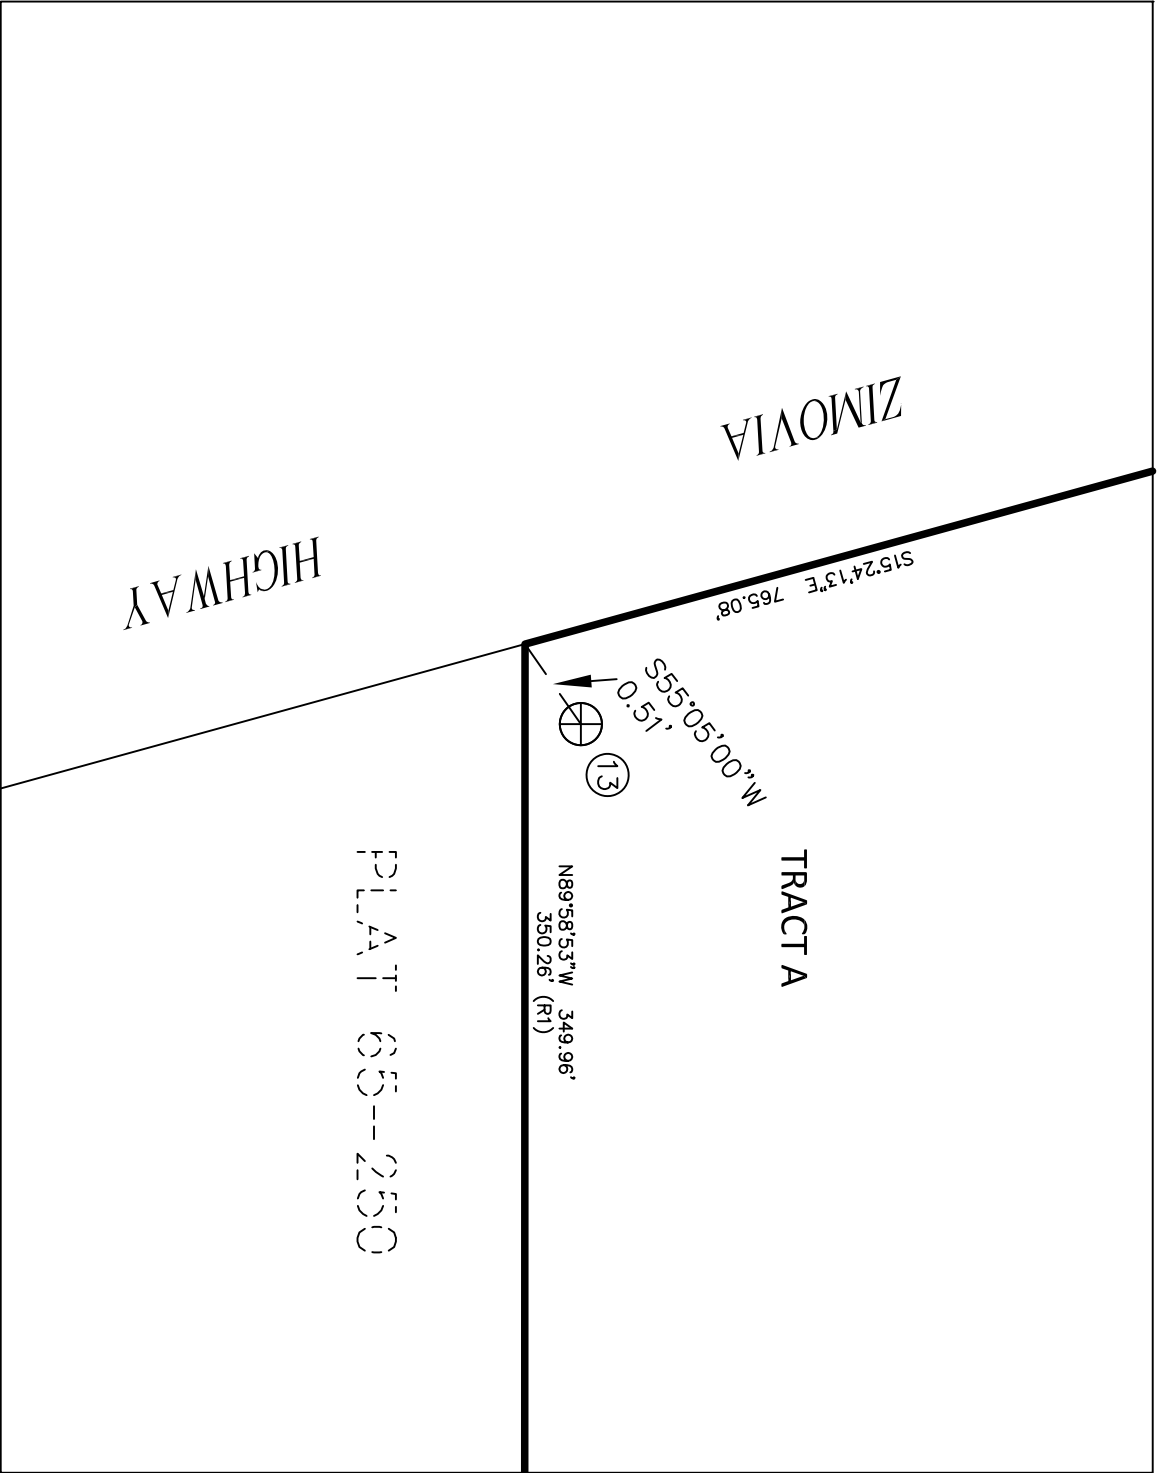 ZIMOVIA
HIGHWAY
S15°24'13"E 765.08'
S55°05'00"W
0.51'
13
TRACT A
N89°58'53"W 349.96'
350.26' (R1)
PLAT 65-250